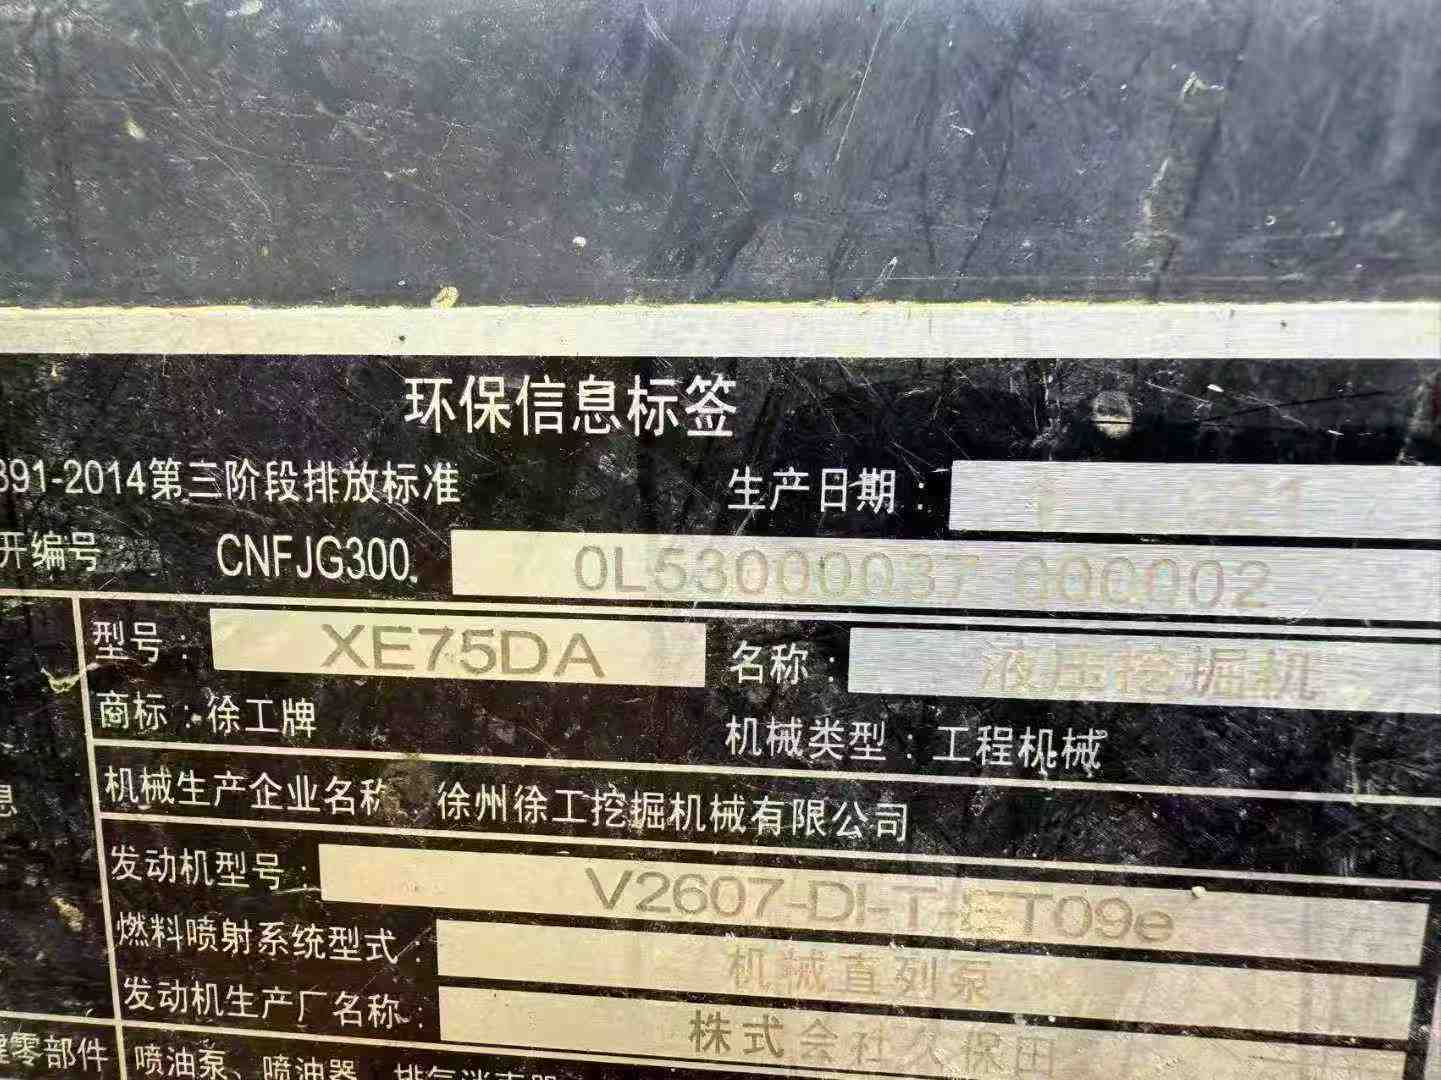 环保信息标签
891-2014第三阶段排放标准 生产日期:
开编号 CNFJG300. 0L53000037 000002
型号: XE75DA 名称: 液压挖掘机
商标: 徐工牌 机械类型: 工程机械
息 机械生产企业名称 徐州徐工挖掘机械有限公司
发动机型号: V2607-DI-T-ET09e
燃料喷射系统型式: 机械直列泵
发动机生产厂名称: 株式会社久保田
零部件 喷油泵、喷油器